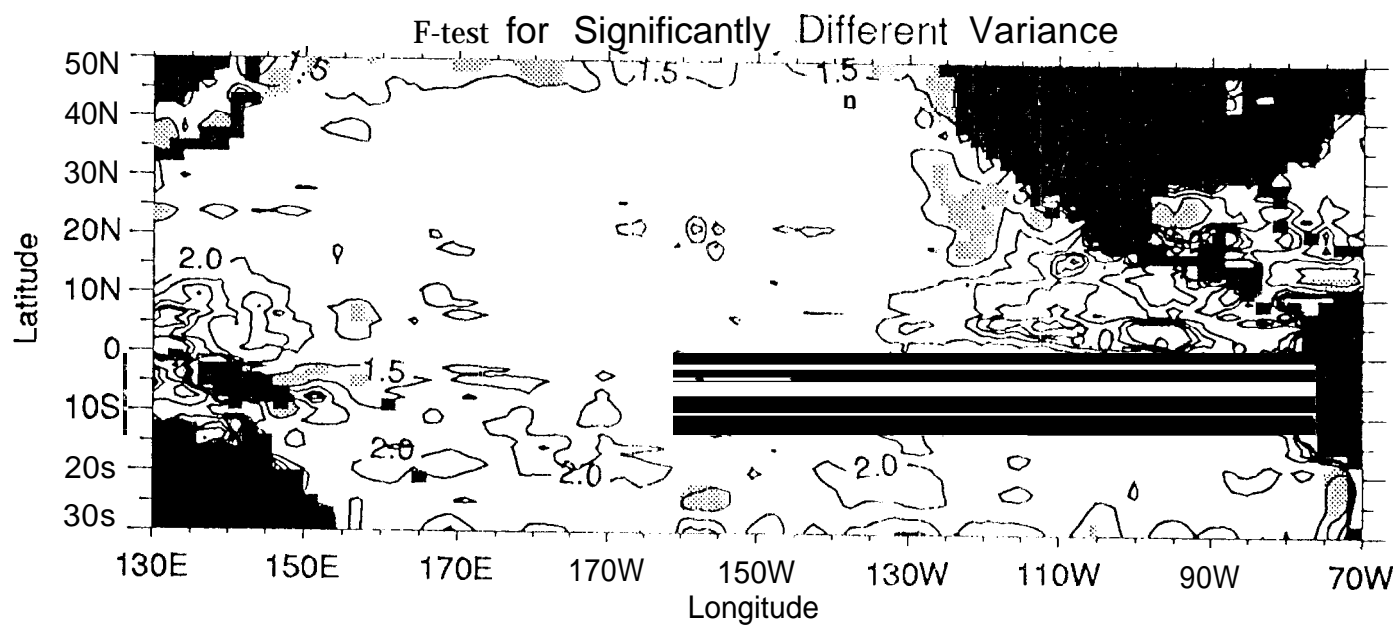 F-test for Significantly Different Variance
50N
40N
30N
20N
10N
0
10S
20s
30s
Latitude
1.5
1.5
1.5
n
2.0
1.5
2.0
2.0
2.0
130E 150E 170E 170W 150W 130W 110W 90W 70W
Longitude